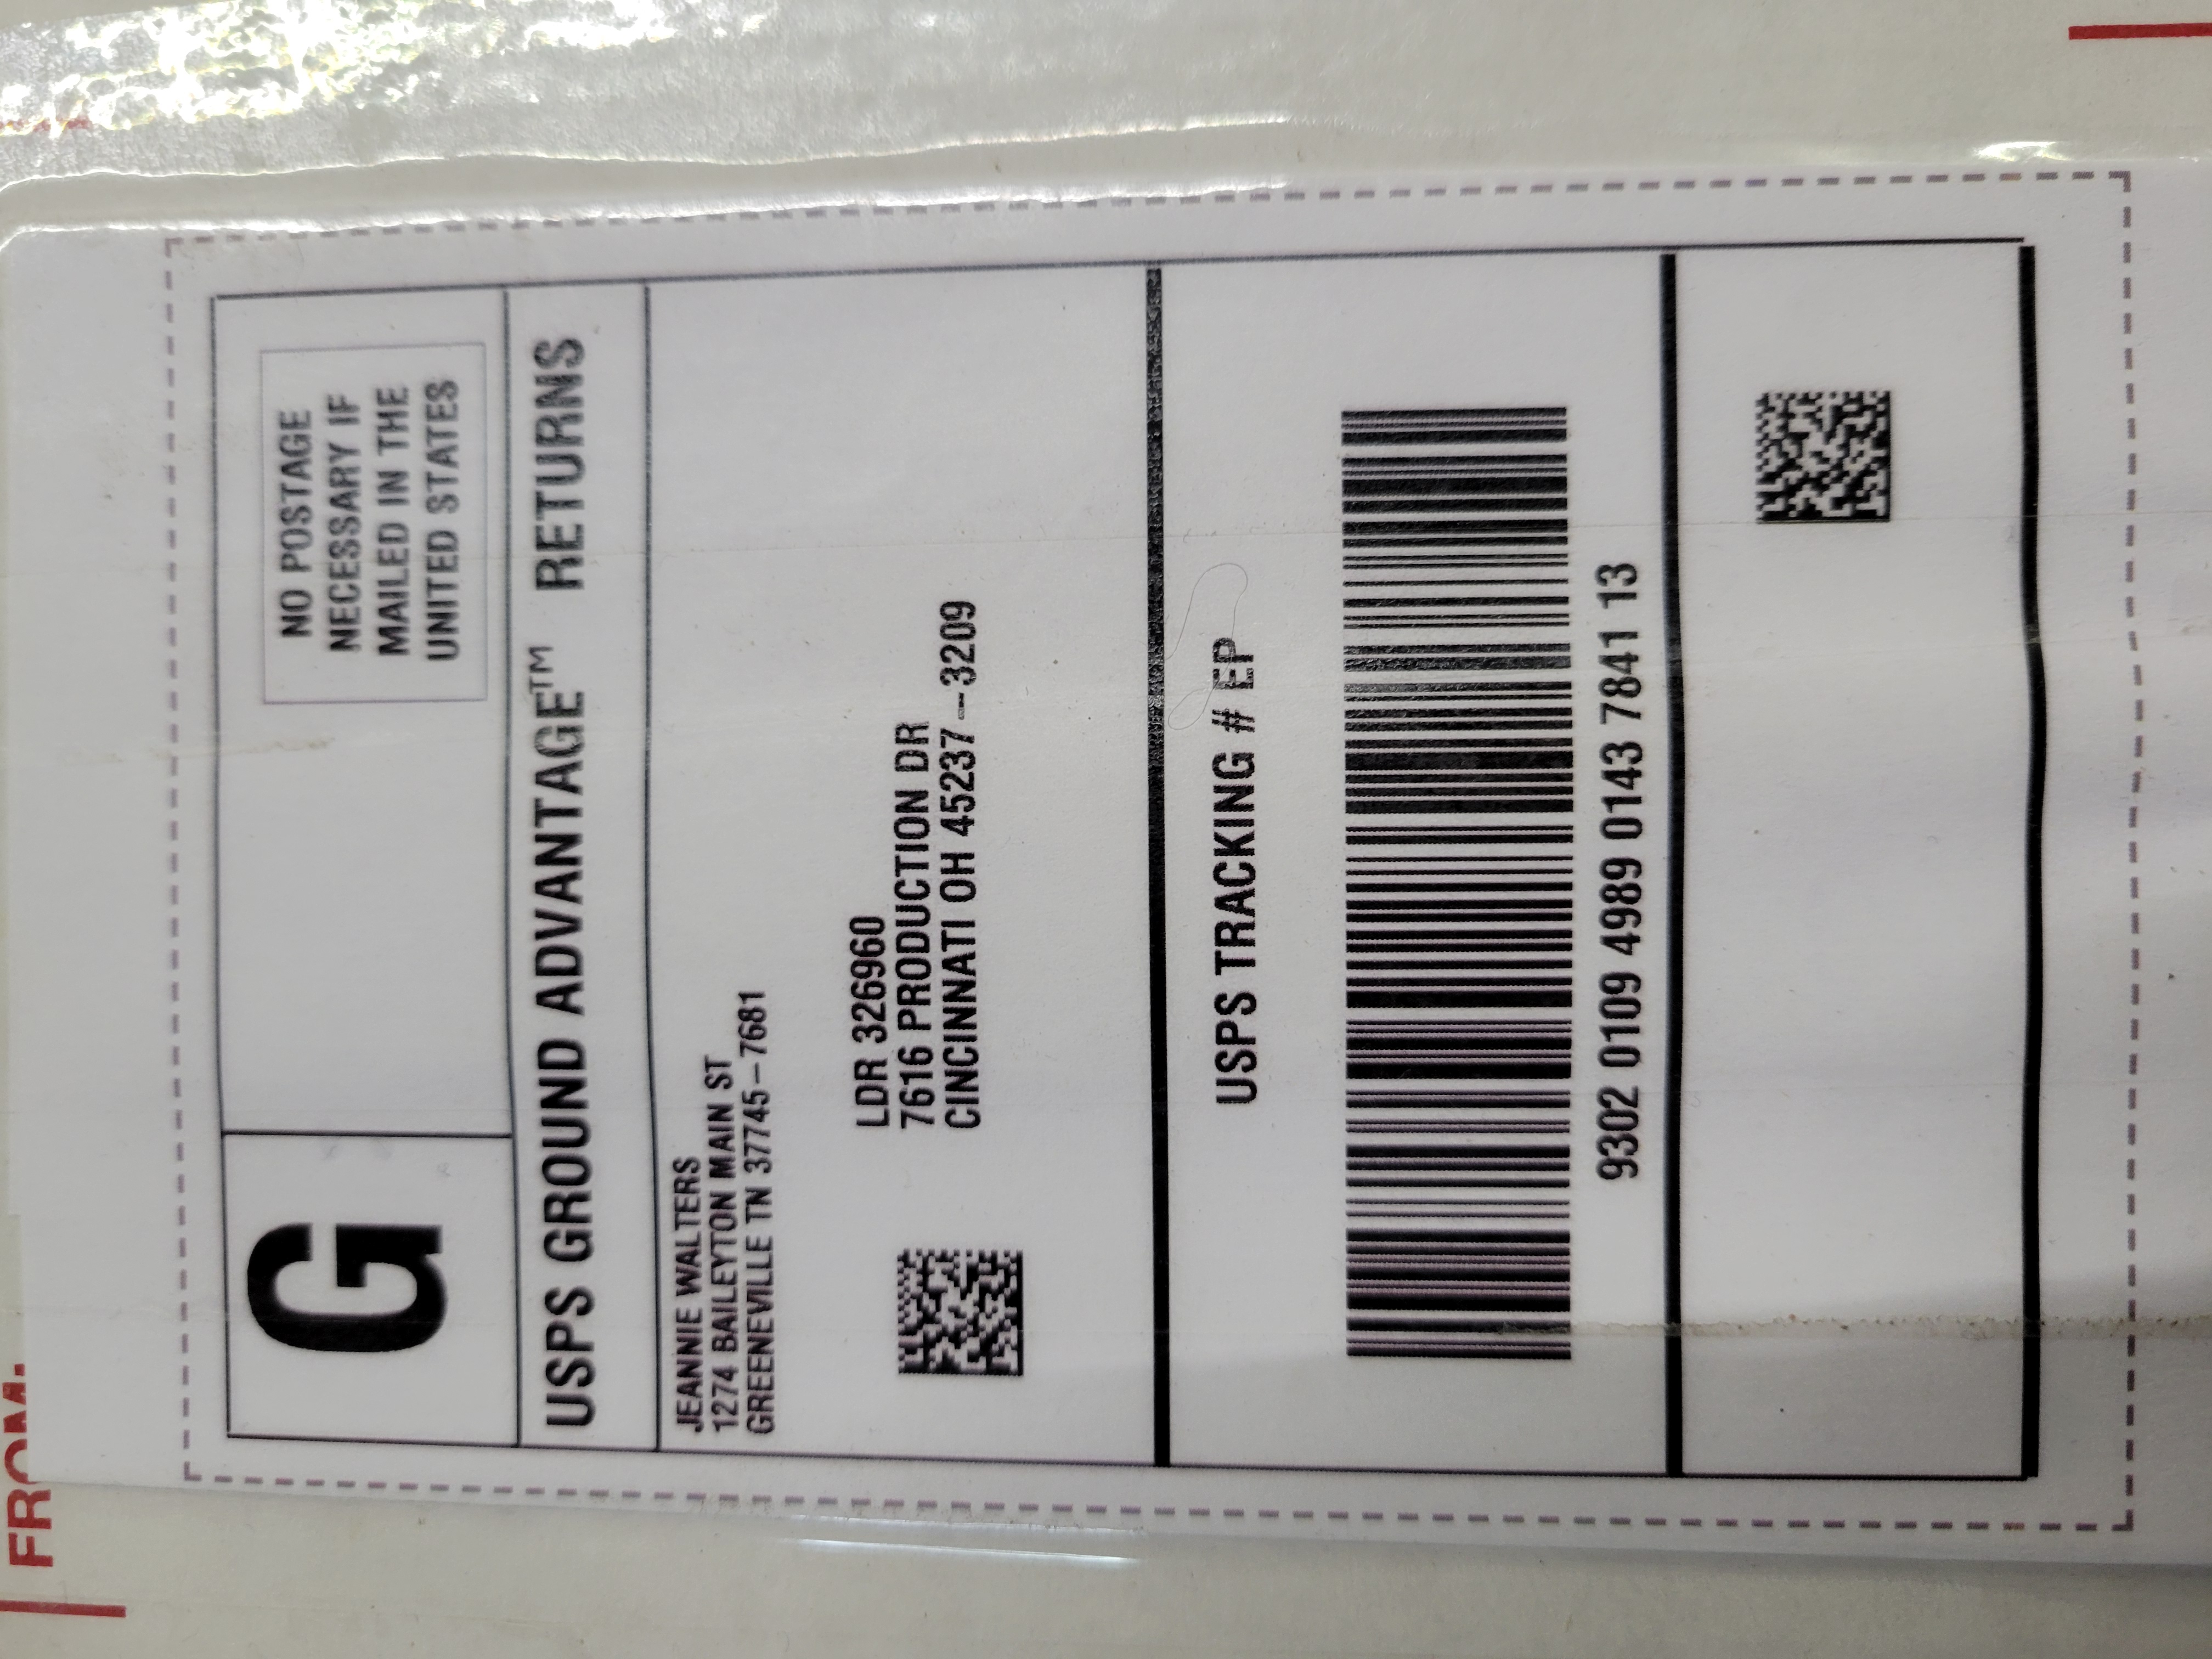 FROM:
G
NO POSTAGE
NECESSARY IF
MAILED IN THE
UNITED STATES
USPS GROUND ADVANTAGE™ RETURNS
JEANNIE WALTERS
1274 BAILEYTON MAIN ST
GREENEVILLE TN 37745-7681
LDR 326960
7616 PRODUCTION DR
CINCINNATI OH 45237-3209
USPS TRACKING # EP
9302 0109 4989 0143 7841 13